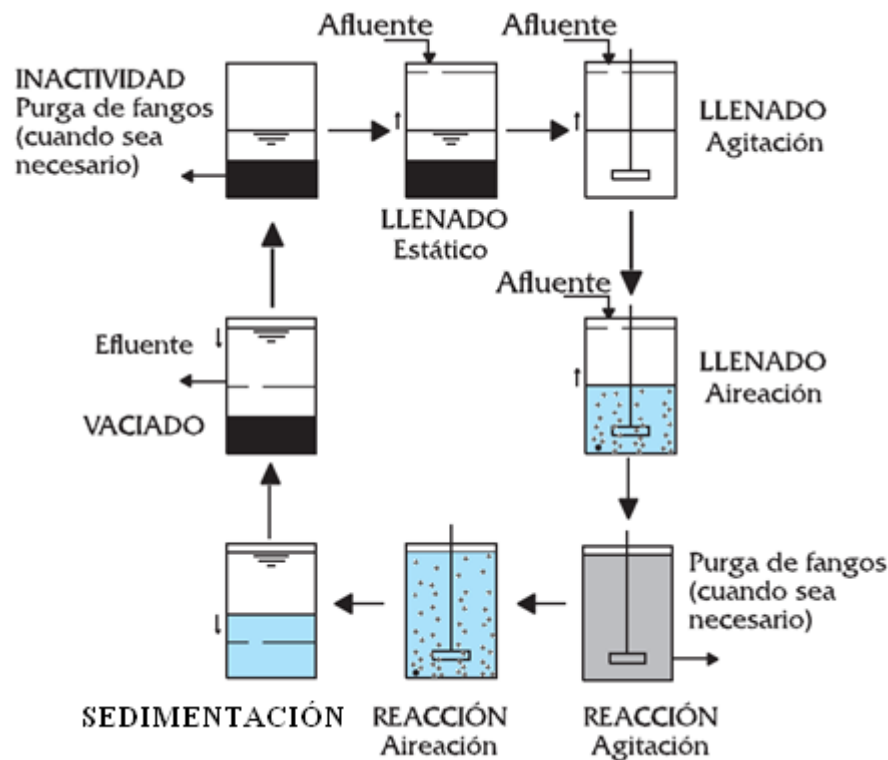 INACTIVIDAD
Purga de fangos
(cuando sea
necesario)
Afluente
LLENADO
Estático
Afluente
LLENADO
Agitación
Afluente
LLENADO
Aireación
Purga de fangos
(cuando sea
necesario)
REACCIÓN
Agitación
REACCIÓN
Aireación
SEDIMENTACIÓN
Efluente
VACIADO